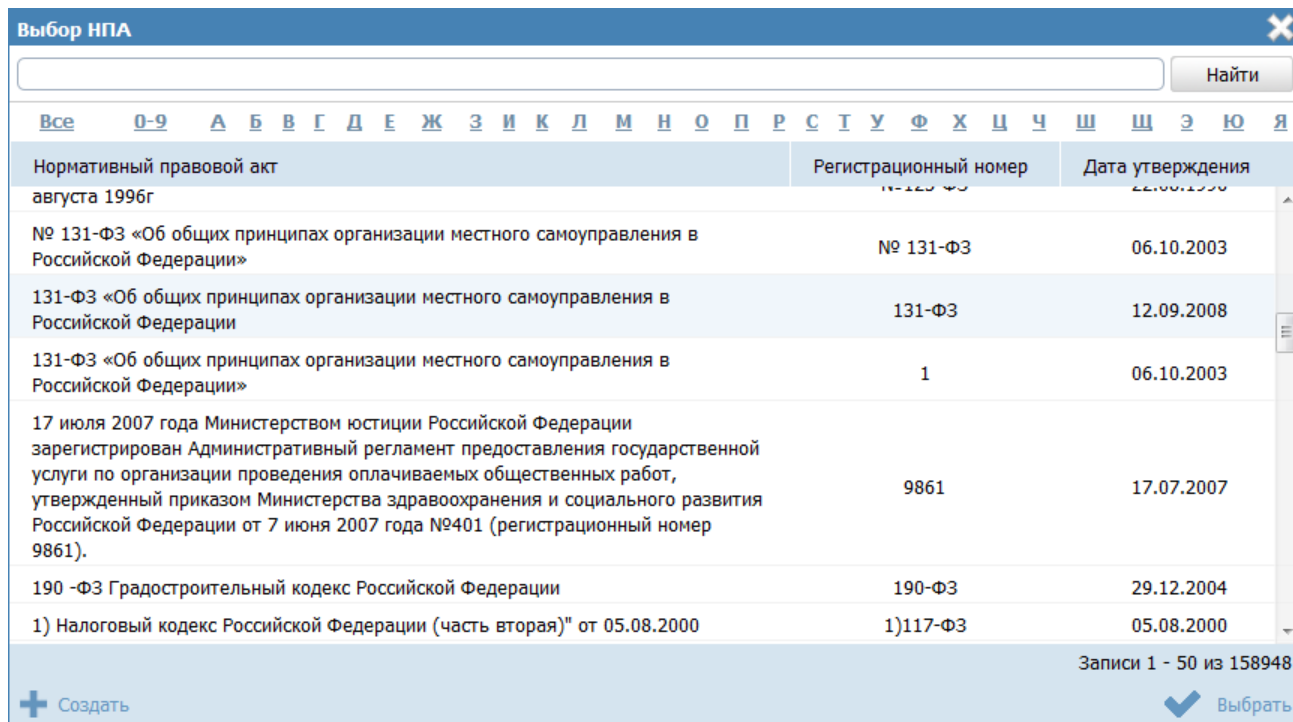 Выбор НПА
Найти
Все 0-9 А Б В Г Д Е Ж З И К Л М Н О П Р С Т У Ф Х Ц Ч Ш Щ Э Ю Я
Нормативный правовой акт Регистрационный номер Дата утверждения
августа 1996г
№ 131-ФЗ «Об общих принципах организации местного самоуправления в
Российской Федерации» № 131-ФЗ 06.10.2003
131-ФЗ «Об общих принципах организации местного самоуправления в
Российской Федерации 131-ФЗ 12.09.2008
131-ФЗ «Об общих принципах организации местного самоуправления в
Российской Федерации» 1 06.10.2003
17 июля 2007 года Министерством юстиции Российской Федерации
зарегистрирован Административный регламент предоставления государственной
услуги по организации проведения оплачиваемых общественных работ,
утвержденный приказом Министерства здравоохранения и социального развития
Российской Федерации от 7 июня 2007 года №401 (регистрационный номер
9861). 9861 17.07.2007
190 -ФЗ Градостроительный кодекс Российской Федерации 190-ФЗ 29.12.2004
1) Налоговый кодекс Российской Федерации (часть вторая)" от 05.08.2000 1)117-ФЗ 05.08.2000
Записи 1 - 50 из 158948
Создать Выбрать